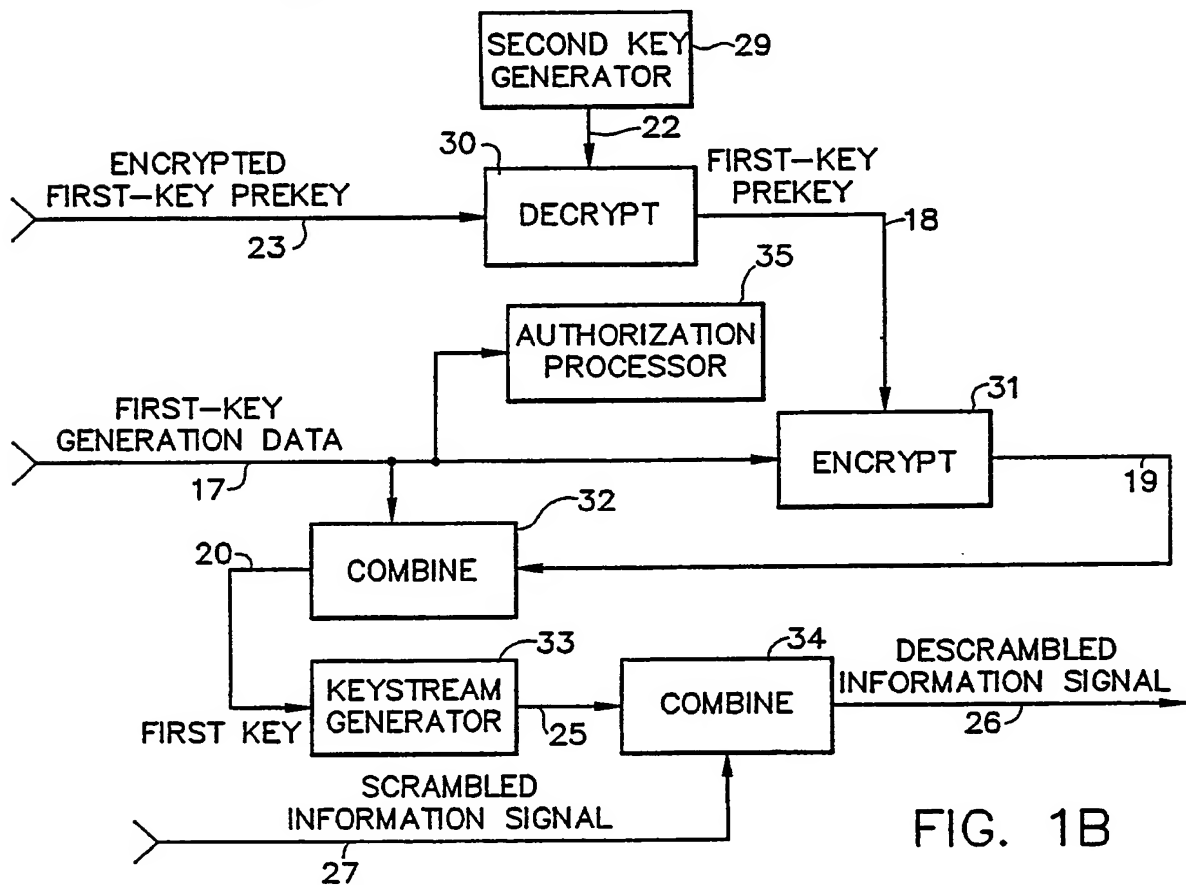 SECOND KEY
GENERATOR
29
22
30
ENCRYPTED
FIRST-KEY PREKEY
23
DECRYPT
FIRST-KEY
PREKEY
18
35
AUTHORIZATION
PROCESSOR
FIRST-KEY
GENERATION DATA
17
31
ENCRYPT
19
32
COMBINE
20
33
KEYSTREAM
GENERATOR
FIRST KEY
25
34
COMBINE
DESCRAMBLED
INFORMATION SIGNAL
26
SCRAMBLED
INFORMATION SIGNAL
27
FIG. 1B